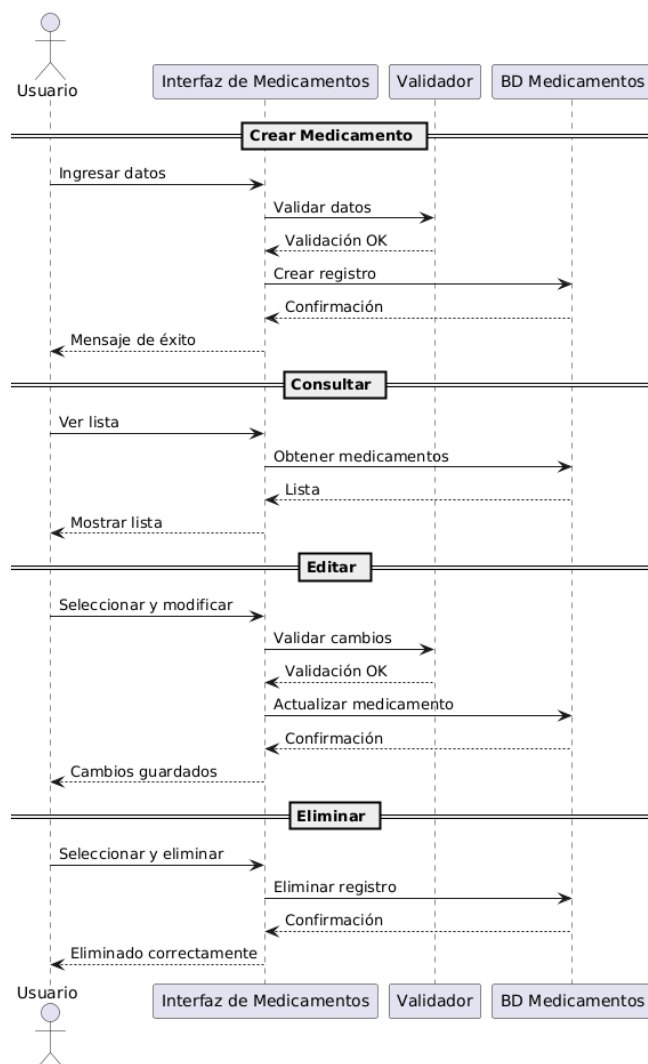 Usuario
Interfaz de Medicamentos
Validador
BD Medicamentos
Crear Medicamento
Ingresar datos
Validar datos
Validación OK
Crear registro
Confirmación
Mensaje de éxito
Consultar
Ver lista
Obtener medicamentos
Lista
Mostrar lista
Editar
Seleccionar y modificar
Validar cambios
Validación OK
Actualizar medicamento
Confirmación
Cambios guardados
Eliminar
Seleccionar y eliminar
Eliminar registro
Confirmación
Eliminado correctamente
Usuario
Interfaz de Medicamentos
Validador
BD Medicamentos